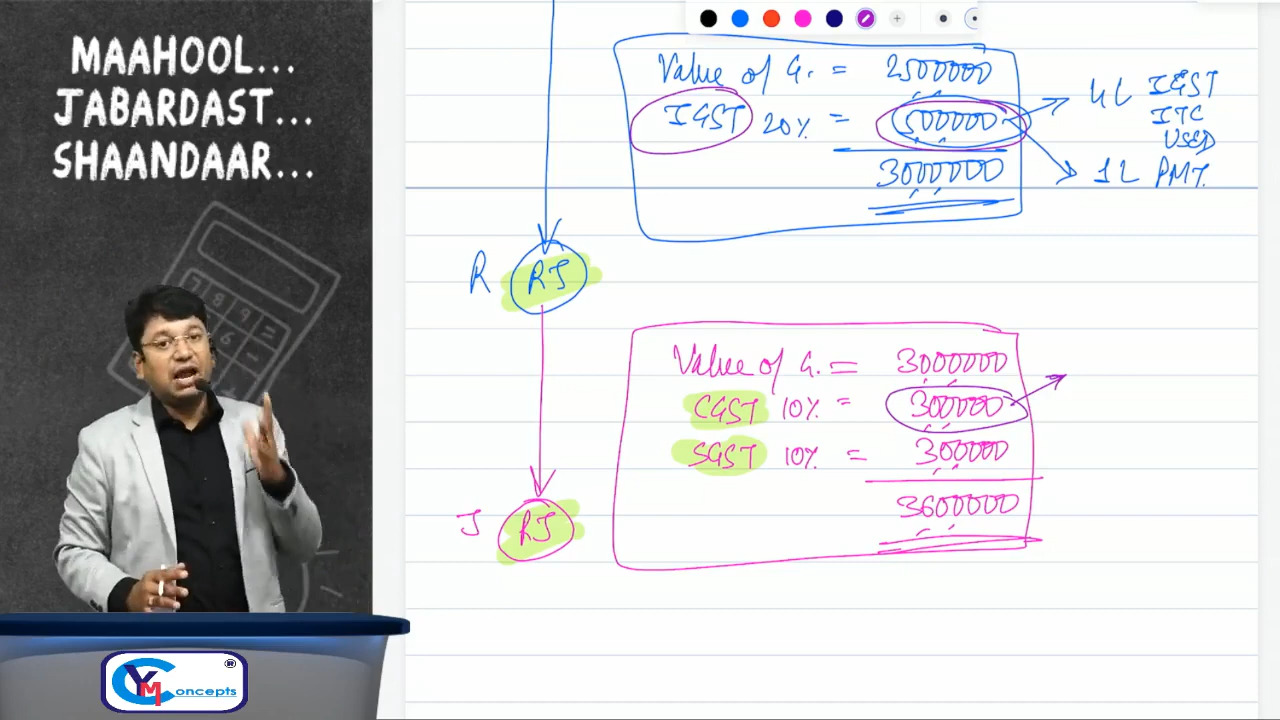 MAAHOOL...
JABARDAST...
SHAANDAAR...
Value of G. = 2500000
IGST 20% = 500000
3000000
4L IGST
ITC
USED
1L PMT.
R RJ
Value of G. = 3000000
CGST 10% = 300000
SGST 10% = 300000
3600000
J RJ
CYM Concepts ®